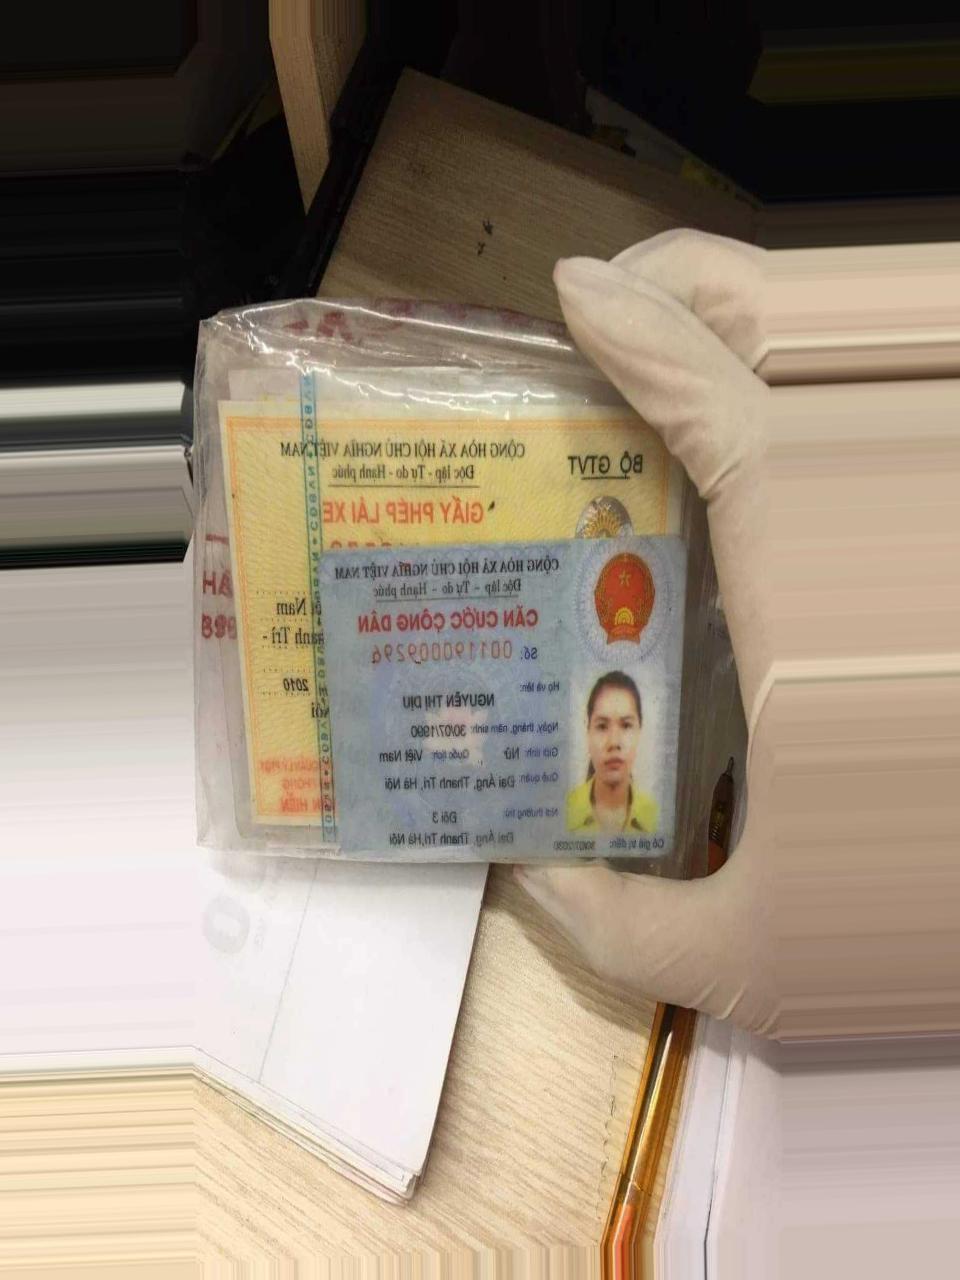 BỘ GTVT
CỘNG HÒA XÃ HỘI CHỦ NGHĨA VIỆT NAM
Độc lập - Tự do - Hạnh phúc
GIẤY PHÉP LÁI XE
Nam
Trì -
2010
CỘNG HÒA XÃ HỘI CHỦ NGHĨA VIỆT NAM
Độc lập - Tự do - Hạnh phúc
CĂN CƯỚC CÔNG DÂN
Số: 001190009296
Họ và tên:
NGUYỄN THỊ DỊU
Ngày, tháng, năm sinh: 30/07/1990
Giới tính: Nữ Quốc tịch: Việt Nam
Quê quán: Đại Áng, Thanh Trì, Hà Nội
Nơi thường trú: Đội 3
Đại Áng, Thanh Trì, Hà Nội
Có giá trị đến: 30/07/2030
HIỀN